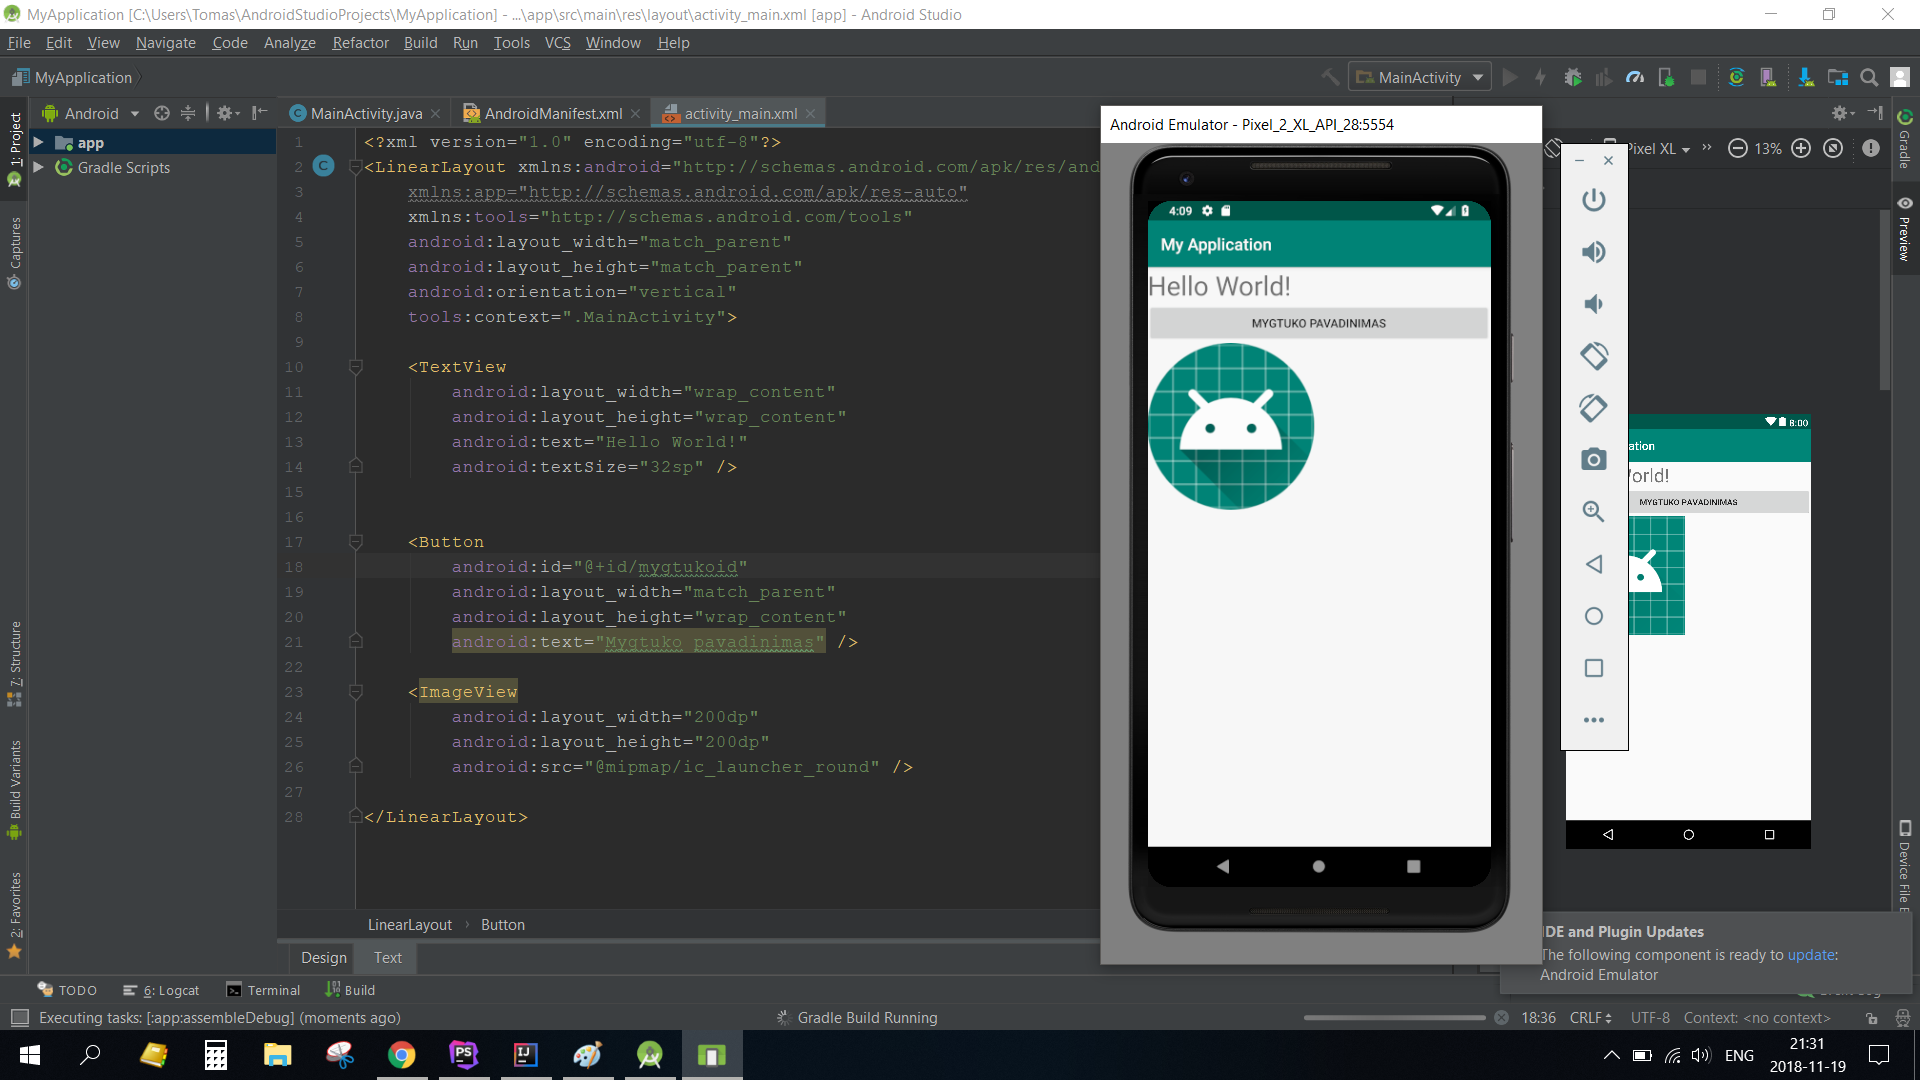 MyApplication [C:\Users\Tomas\AndroidStudioProjects\MyApplication] - ...\app\src\main\res\layout\activity_main.xml [app] - Android Studio
File Edit View Navigate Code Analyze Refactor Build Run Tools VCS Window Help
MyApplication
MainActivity
1: Project
Captures
7: Structure
Build Variants
2: Favorites
Android
app
Gradle Scripts
MainActivity.java AndroidManifest.xml activity_main.xml
1 <?xml version="1.0" encoding="utf-8"?>
2 <LinearLayout xmlns:android="http://schemas.android.com/apk/res/and
3 xmlns:app="http://schemas.android.com/apk/res-auto"
4 xmlns:tools="http://schemas.android.com/tools"
5 android:layout_width="match_parent"
6 android:layout_height="match_parent"
7 android:orientation="vertical"
8 tools:context=".MainActivity">
9
10 <TextView
11 android:layout_width="wrap_content"
12 android:layout_height="wrap_content"
13 android:text="Hello World!"
14 android:textSize="32sp" />
15
16
17 <Button
18 android:id="@+id/mygtukoid"
19 android:layout_width="match_parent"
20 android:layout_height="wrap_content"
21 android:text="Mygtuko pavadinimas" />
22
23 <ImageView
24 android:layout_width="200dp"
25 android:layout_height="200dp"
26 android:src="@mipmap/ic_launcher_round" />
27
28 </LinearLayout>
LinearLayout › Button
Design Text
Android Emulator - Pixel_2_XL_API_28:5554
4:09
My Application
Hello World!
MYGTUKO PAVADINIMAS
Pixel XL
13%
Gradle
Preview
8:00
ation
World!
MYGTUKO PAVADINIMAS
Device File E
IDE and Plugin Updates
The following component is ready to update:
Android Emulator
TODO 6: Logcat Terminal Build
Executing tasks: [:app:assembleDebug] (moments ago) Gradle Build Running 18:36 CRLF UTF-8 Context: <no context>
PS IJ ENG 21:31
2018-11-19